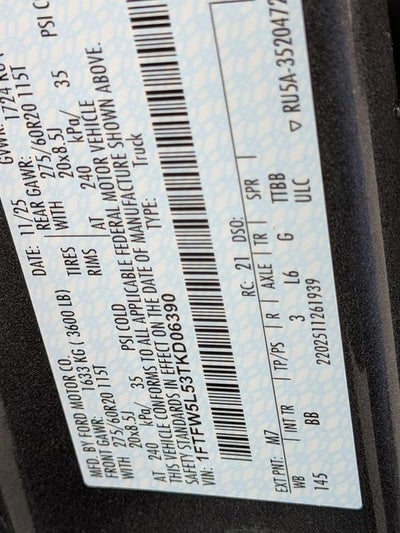 MFD. BY FORD MOTOR CO.
DATE: 11/25
GVWR:
FRONT GAWR: 1633 KG ( 3600 LB)
REAR GAWR: 1724 KG
275/60R20 115T
TIRES
275/60R20 115T
WITH 20x8.5J
RIMS
WITH 20x8.5J
AT 240 kPa/ 35 PSI COLD
AT 240 kPa/ 35 PSI C
THIS VEHICLE CONFORMS TO ALL APPLICABLE FEDERAL MOTOR VEHICLE
SAFETY STANDARDS IN EFFECT ON THE DATE OF MANUFACTURE SHOWN ABOVE.
VIN: 1FTFW5L53TKD06390
TYPE: Truck
EXT PNT: M7 RC: 21 DSO:
WB INTR TP/PS R AXLE TR SPR
145 BB 3 L6 G TTBB
2202511261939 ULC
▽ RU5A-3520472